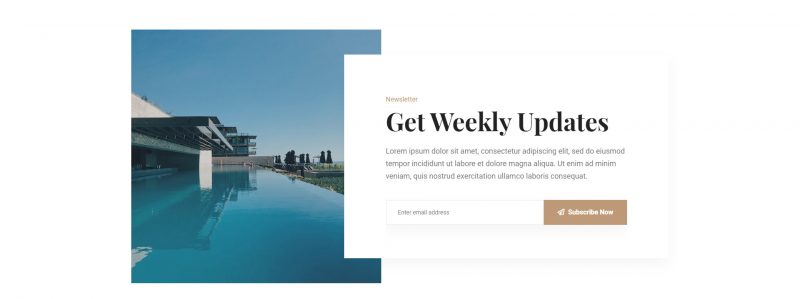 Newsletter
Get Weekly Updates
Lorem ipsum dolor sit amet, consectetur adipiscing elit, sed do eiusmod
tempor incididunt ut labore et dolore magna aliqua. Ut enim ad minim
veniam, quis nostrud exercitation ullamco laboris consequat.
Enter email address
Subscribe Now